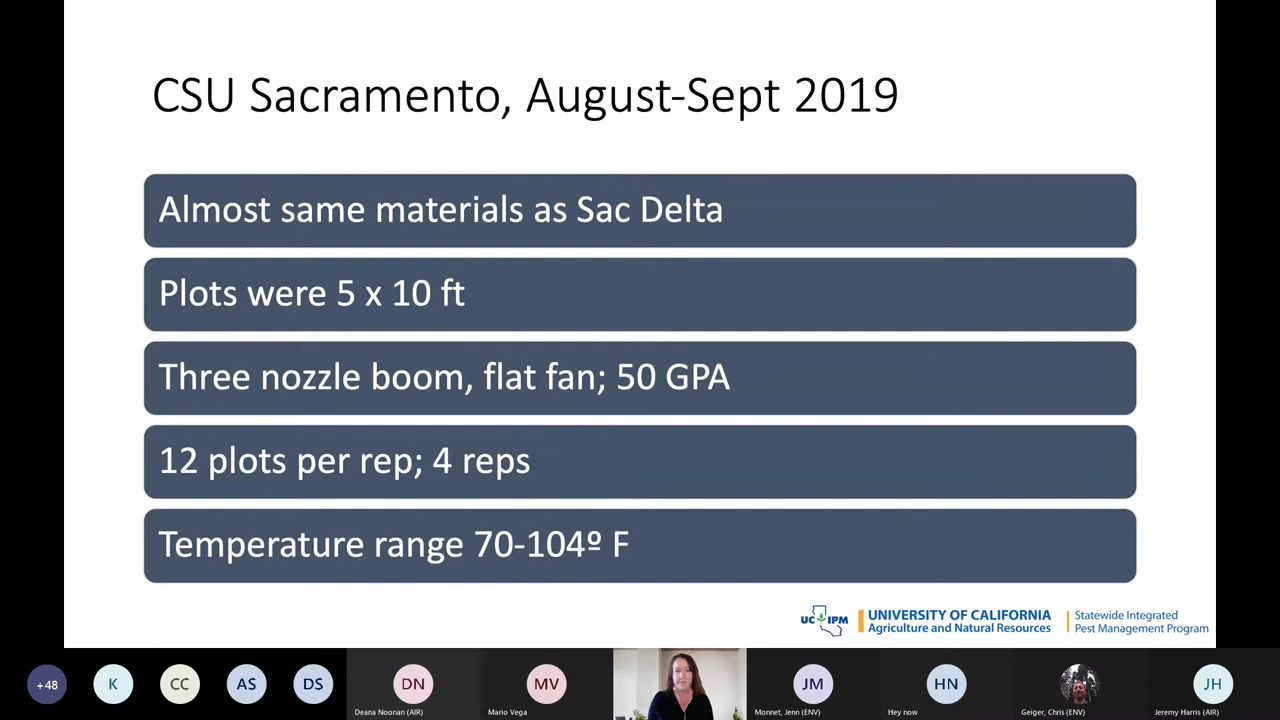 CSU Sacramento, August-Sept 2019
Almost same materials as Sac Delta
Plots were 5 x 10 ft
Three nozzle boom, flat fan; 50 GPA
12 plots per rep; 4 reps
Temperature range 70-104º F
UC IPM
UNIVERSITY OF CALIFORNIA
Agriculture and Natural Resources
Statewide Integrated
Pest Management Program
+48
K
CC
AS
DS
DN
Deana Noonan (AIR)
MV
Mario Vega
JM
Monnet, Jenn (ENV)
HN
Hey now
Geiger, Chris (ENV)
JH
Jeremy Harris (AIR)